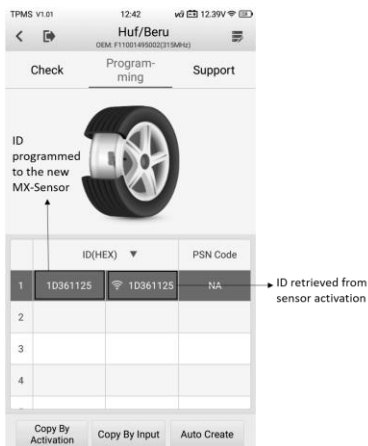 TPMS V1.01 12:42 12.39V
Huf/Beru
OEM: F11001495002(315MHz)
Check Program-
ming Support
ID
programmed
to the new
MX-Sensor
ID(HEX) ▼ PSN Code
1 1D361125 1D361125 NA
ID retrieved from
sensor activation
2
3
4
Copy By
Activation Copy By Input Auto Create